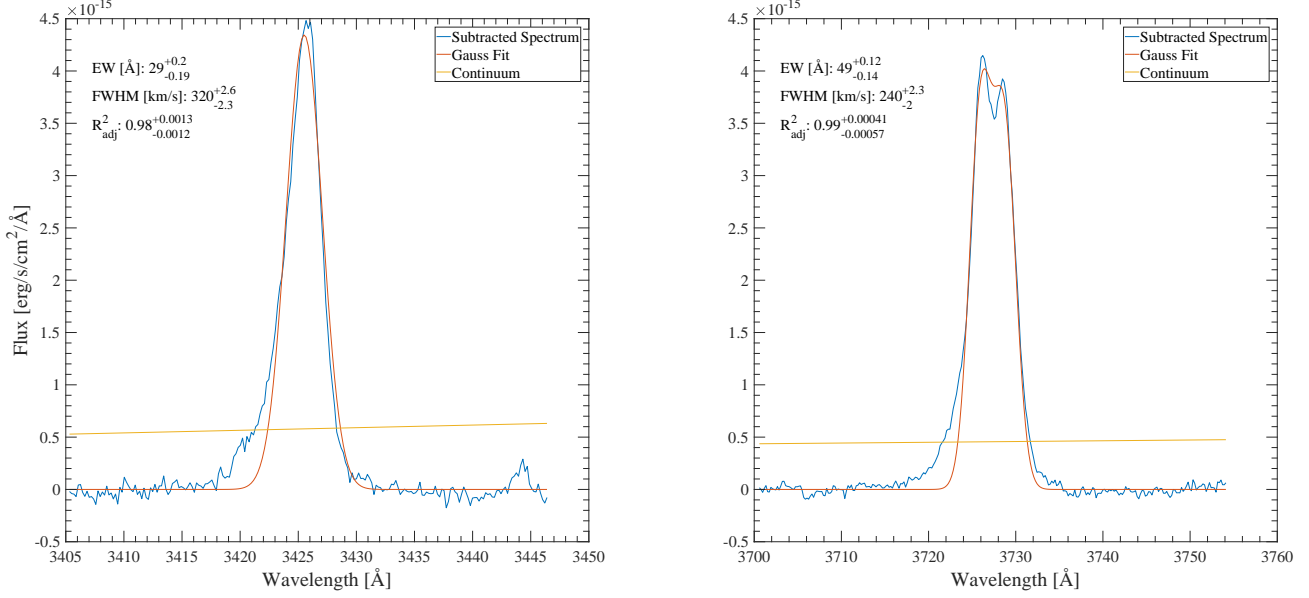 ×10⁻¹⁵
4.5
4
3.5
3
2.5
2
1.5
1
0.5
0
-0.5
Flux [erg/s/cm²/Å]
EW [Å]: 29 +0.2 -0.19
FWHM [km/s]: 320 +2.6 -2.3
R²adj: 0.98 +0.0013 -0.0012
Subtracted Spectrum
Gauss Fit
Continuum
3405 3410 3415 3420 3425 3430 3435 3440 3445 3450
Wavelength [Å]
×10⁻¹⁵
4.5
4
3.5
3
2.5
2
1.5
1
0.5
0
-0.5
EW [Å]: 49 +0.12 -0.14
FWHM [km/s]: 240 +2.3 -2
R²adj: 0.99 +0.00041 -0.00057
Subtracted Spectrum
Gauss Fit
Continuum
3700 3710 3720 3730 3740 3750 3760
Wavelength [Å]